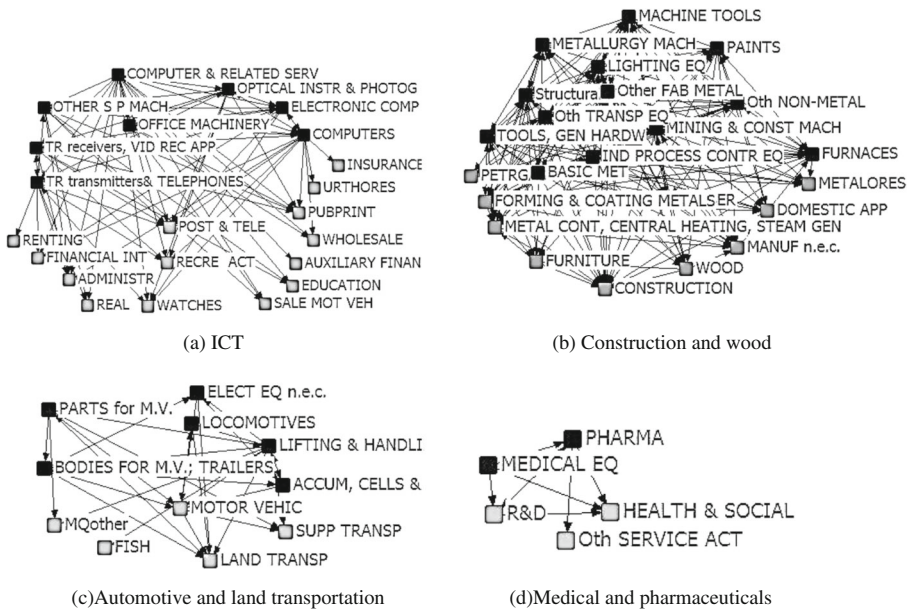 COMPUTER & RELATED SERV
OPTICAL INSTR & PHOTOG
OTHER S P MACH
ELECTRONIC COMP
OFFICE MACHINERY
COMPUTERS
TR receivers, VID REC APP
INSURANCE
TR transmitters& TELEPHONES
URTHORES
PUBPRINT
POST & TELE
RENTING
WHOLESALE
FINANCIAL INT
RECRE ACT
AUXILIARY FINAN
ADMINISTR
EDUCATION
REAL
WATCHES
SALE MOT VEH
(a) ICT
MACHINE TOOLS
METALLURGY MACH
PAINTS
LIGHTING EQ
Structura
Other FAB METAL
Oth NON-METAL
Oth TRANSP EQ
MINING & CONST MACH
TOOLS, GEN HARDW
IND PROCESS CONTR EQ
FURNACES
PETRG
BASIC MET
METALORES
FORMING & COATING METALS
ER
DOMESTIC APP
METAL CONT, CENTRAL HEATING, STEAM GEN
MANUF n.e.c.
FURNITURE
WOOD
CONSTRUCTION
(b) Construction and wood
ELECT EQ n.e.c.
PARTS for M.V.
LOCOMOTIVES
LIFTING & HANDLI
BODIES FOR M.V.; TRAILERS
ACCUM, CELLS &
MOTOR VEHIC
MQother
SUPP TRANSP
FISH
LAND TRANSP
(c)Automotive and land transportation
PHARMA
MEDICAL EQ
R&D
HEALTH & SOCIAL
Oth SERVICE ACT
(d)Medical and pharmaceuticals